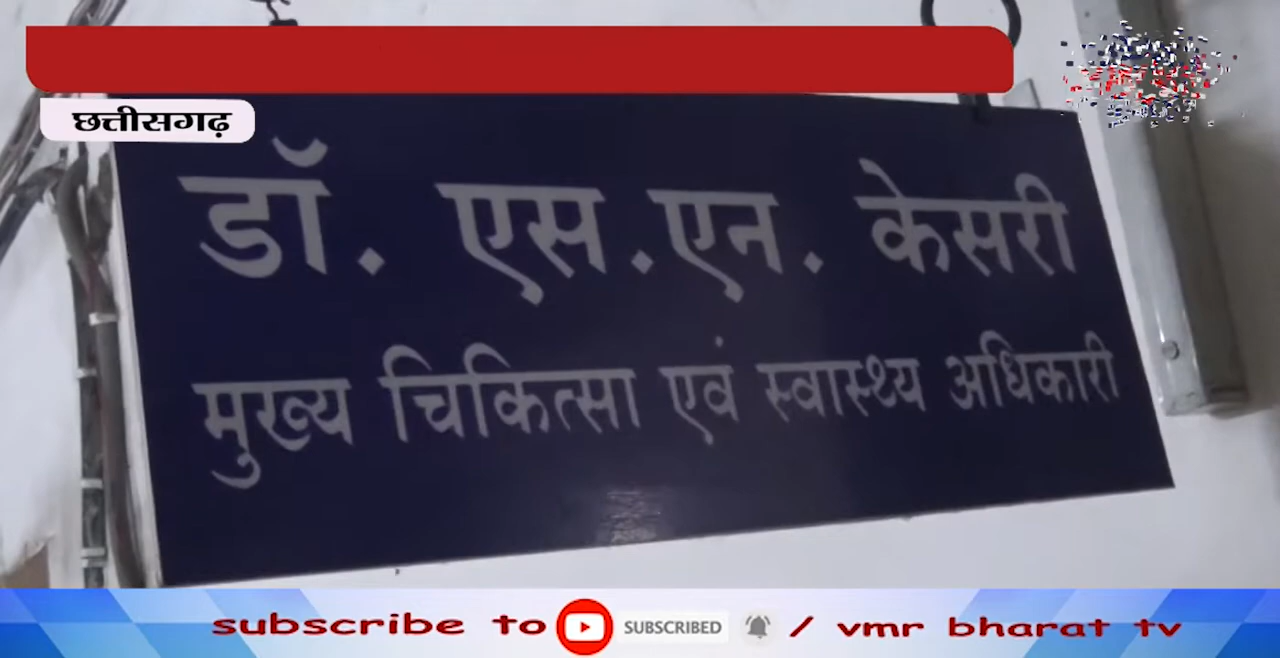 छत्तीसगढ़
डॉ. एस.एन. केसरी
मुख्य चिकित्सा एवं स्वास्थ्य अधिकारी
subscribe to SUBSCRIBED / vmr bharat tv